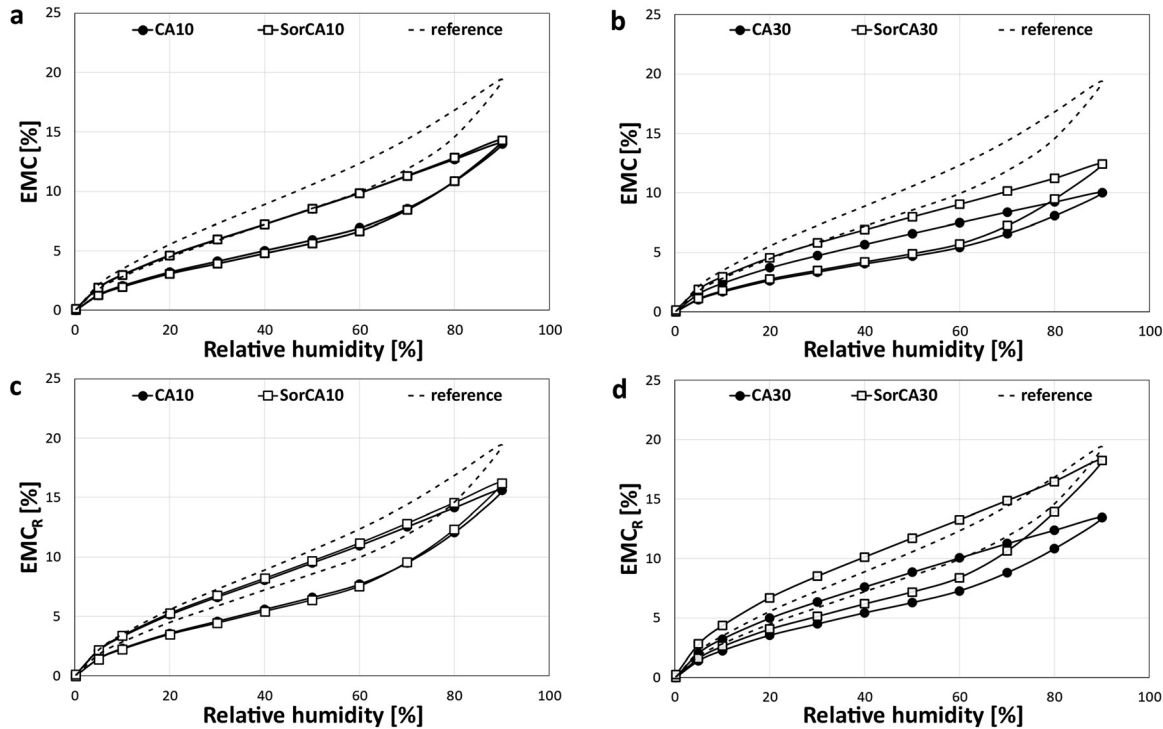 a
CA10 SorCA10 reference
EMC [%]
25
20
15
10
5
0
0 20 40 60 80 100
Relative humidity [%]
b
CA30 SorCA30 reference
EMC [%]
25
20
15
10
5
0
0 20 40 60 80 100
Relative humidity [%]
c
CA10 SorCA10 reference
EMCR [%]
25
20
15
10
5
0
0 20 40 60 80 100
Relative humidity [%]
d
CA30 SorCA30 reference
EMCR [%]
25
20
15
10
5
0
0 20 40 60 80 100
Relative humidity [%]